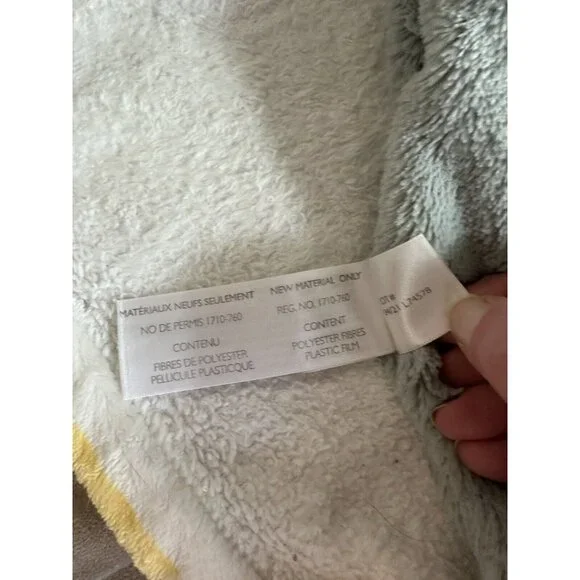 MATÉRIAUX NEUFS SEULEMENT
NO DE PERMIS 1710-760
CONTENU
FIBRES DE POLYESTER
PELLICULE PLASTICQUE
NEW MATERIAL ONLY
REG. NO. 1710-760
CONTENT
POLYESTER FIBRES
PLASTIC FILM
L74578